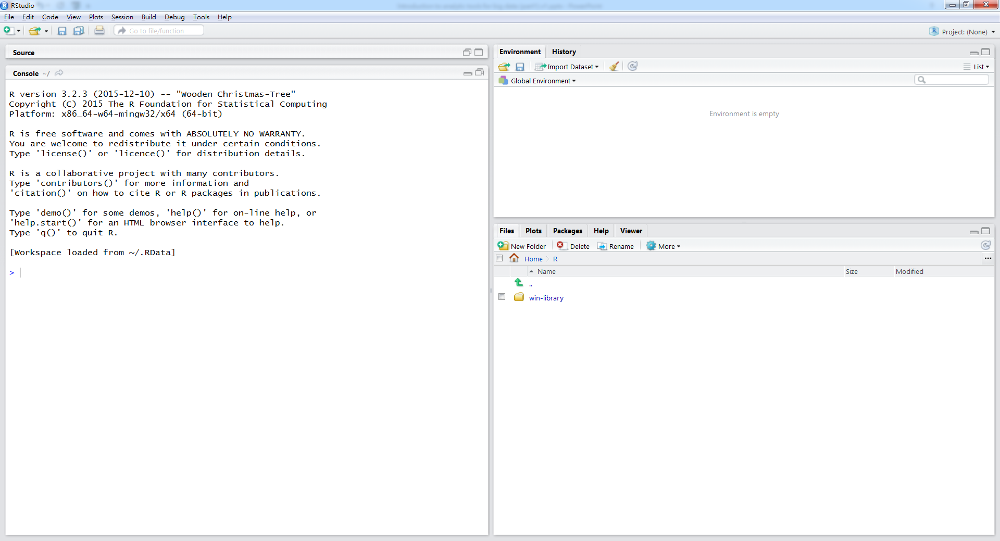 RStudio
File Edit Code View Plots Session Build Debug Tools Help
Go to file/function
Project: (None)
Source
Console ~/
R version 3.2.3 (2015-12-10) -- "Wooden Christmas-Tree"
Copyright (C) 2015 The R Foundation for Statistical Computing
Platform: x86_64-w64-mingw32/x64 (64-bit)
R is free software and comes with ABSOLUTELY NO WARRANTY.
You are welcome to redistribute it under certain conditions.
Type 'license()' or 'licence()' for distribution details.
R is a collaborative project with many contributors.
Type 'contributors()' for more information and
'citation()' on how to cite R or R packages in publications.
Type 'demo()' for some demos, 'help()' for on-line help, or
'help.start()' for an HTML browser interface to help.
Type 'q()' to quit R.
[Workspace loaded from ~/.RData]
>
Environment History
Import Dataset List
Global Environment
Environment is empty
Files Plots Packages Help Viewer
New Folder Delete Rename More
Home R ...
Name Size Modified
..
win-library